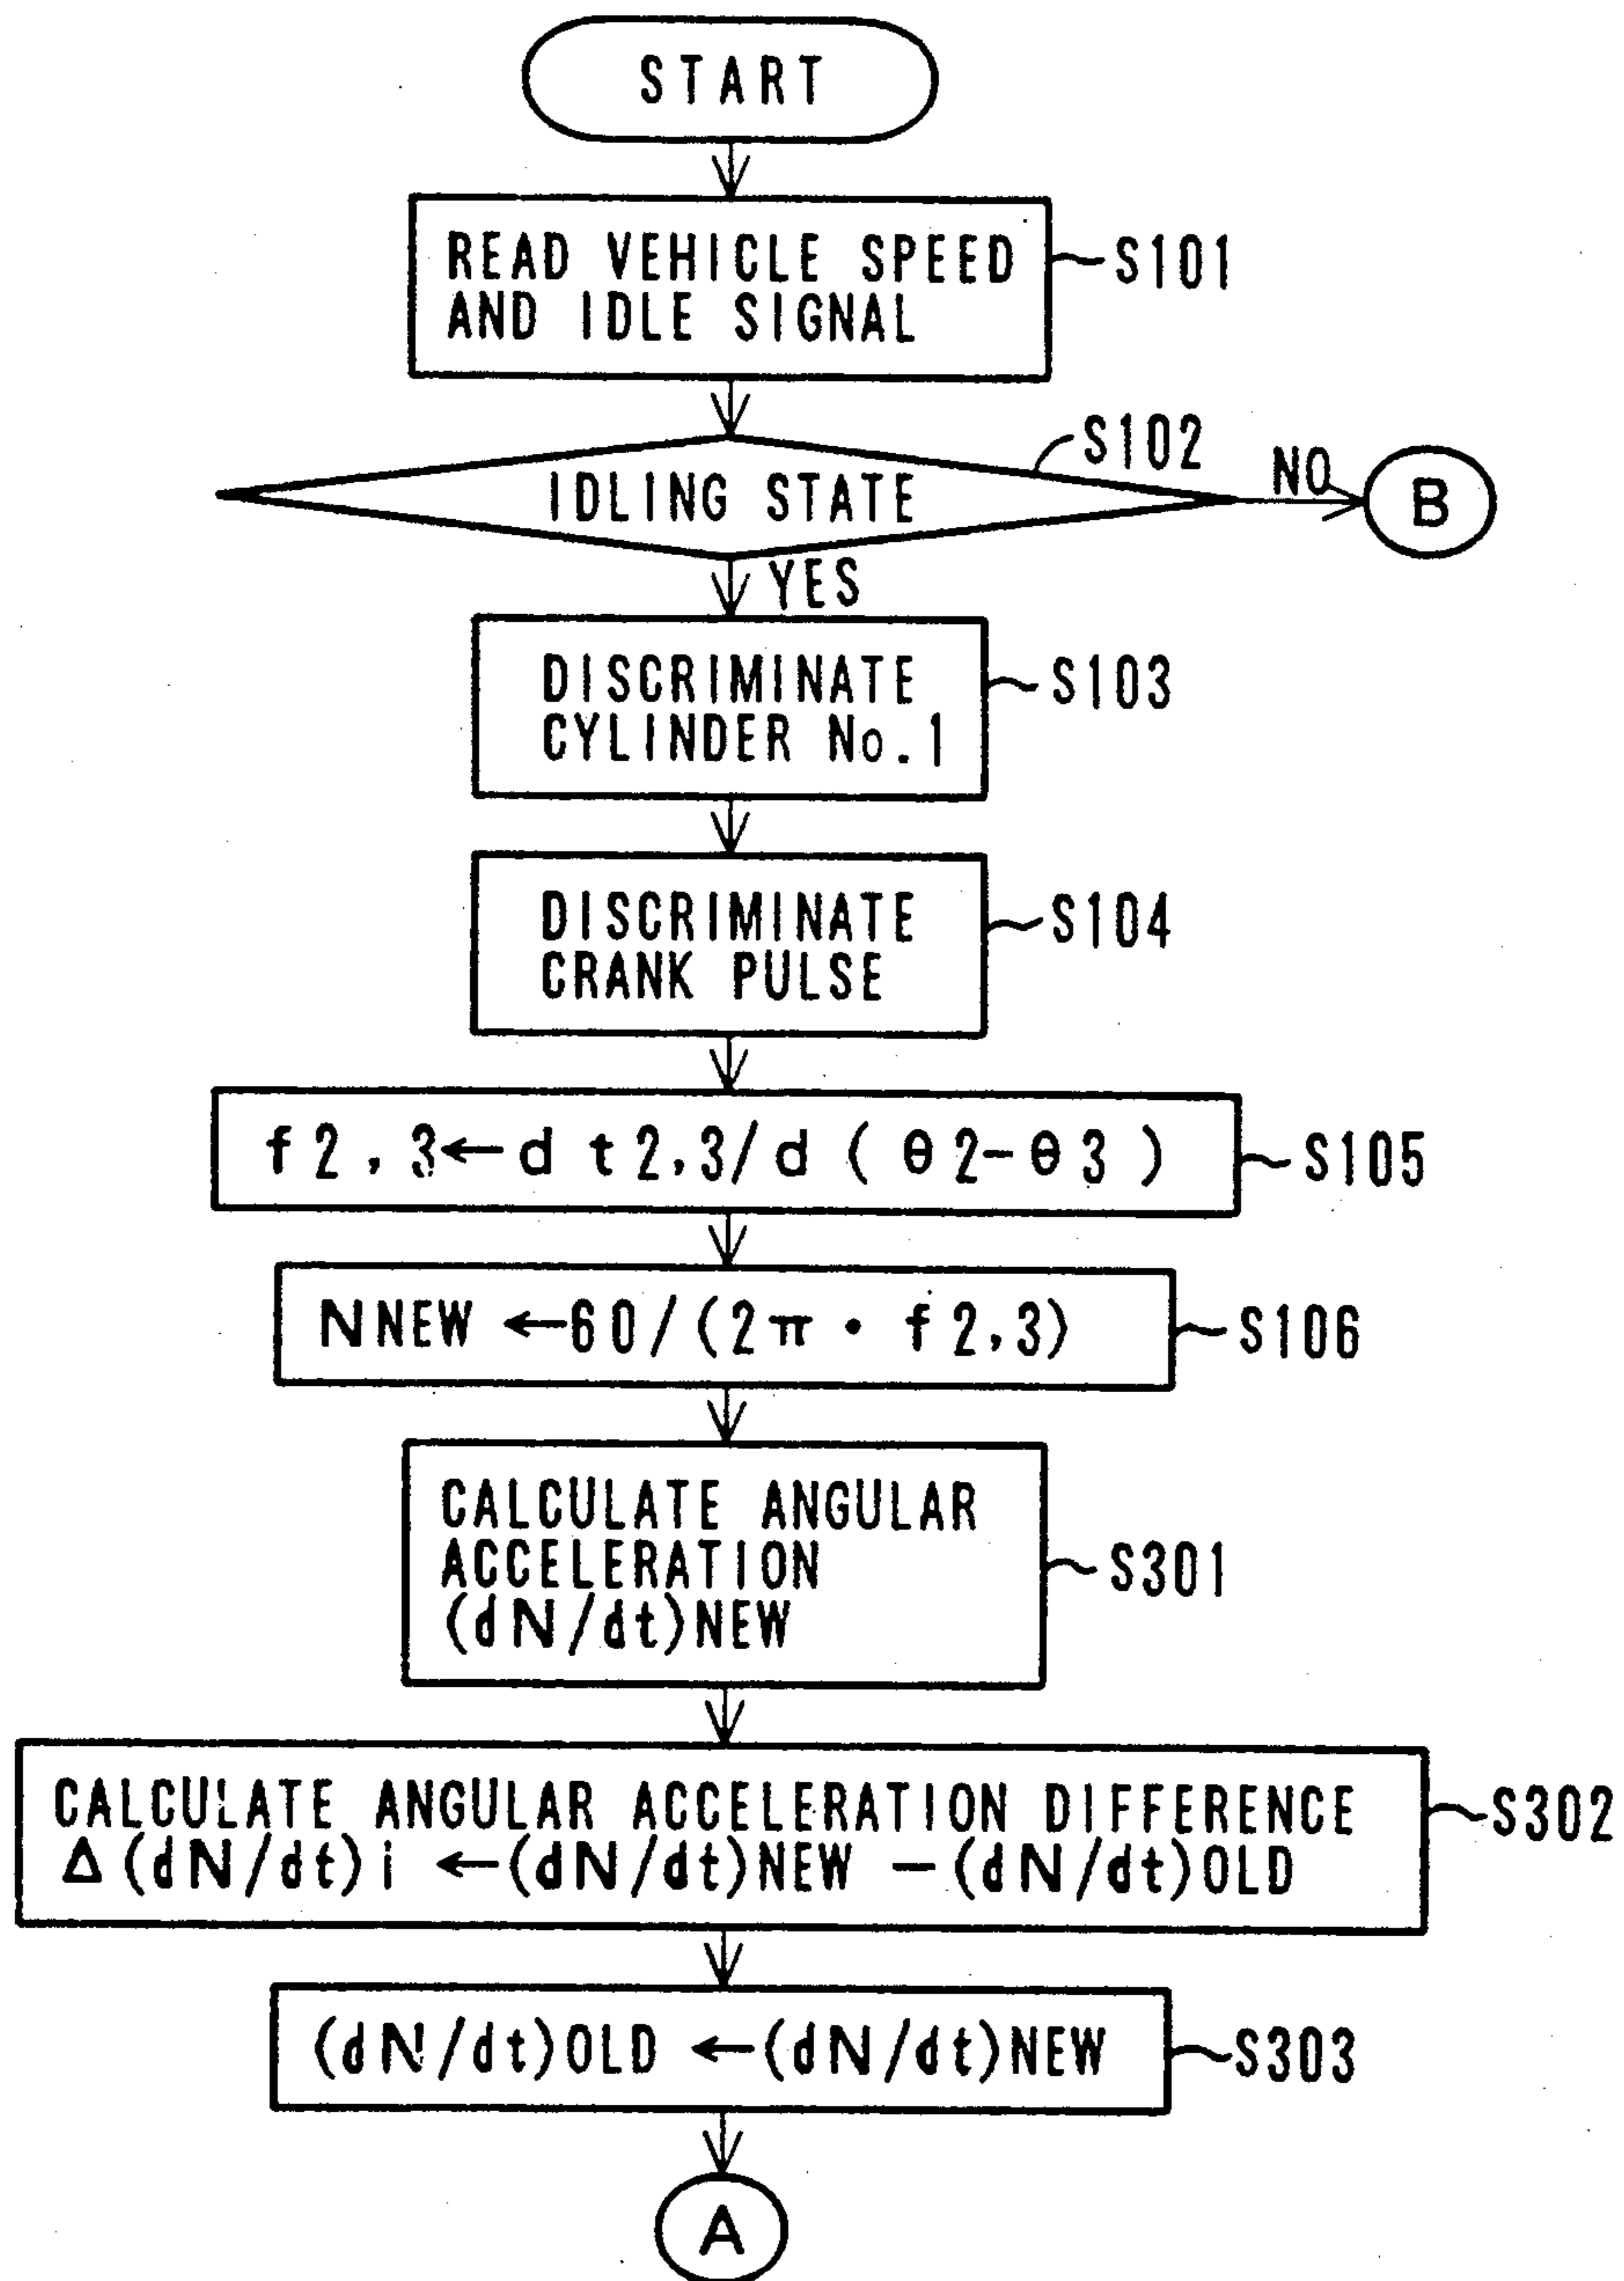 START
READ VEHICLE SPEED
AND IDLE SIGNAL
S101
S102
IDLING STATE
NO
B
YES
DISCRIMINATE
CYLINDER No.1
S103
DISCRIMINATE
CRANK PULSE
S104
f2,3←dt2,3/d(θ2-θ3)
S105
NNEW ←60/(2π・f2,3)
S106
CALCULATE ANGULAR
ACCELERATION
(dN/dt)NEW
S301
CALCULATE ANGULAR ACCELERATION DIFFERENCE
Δ(dN/dt)i ←(dN/dt)NEW -(dN/dt)OLD
S302
(dN/dt)OLD ←(dN/dt)NEW
S303
A